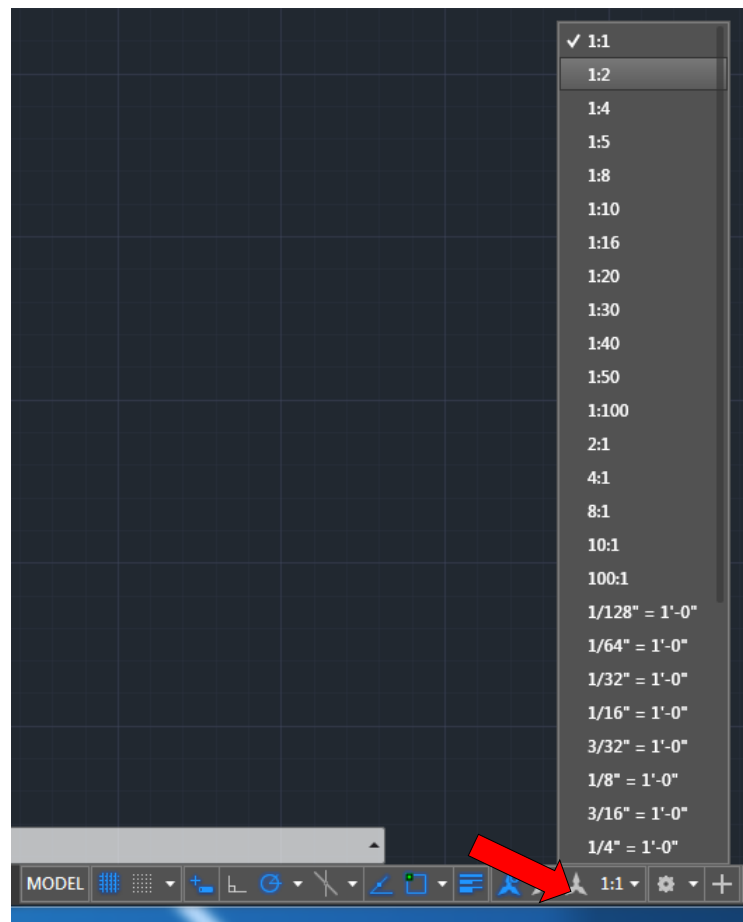 ✓ 1:1
1:2
1:4
1:5
1:8
1:10
1:16
1:20
1:30
1:40
1:50
1:100
2:1
4:1
8:1
10:1
100:1
1/128" = 1'-0"
1/64" = 1'-0"
1/32" = 1'-0"
1/16" = 1'-0"
3/32" = 1'-0"
1/8" = 1'-0"
3/16" = 1'-0"
1/4" = 1'-0"
MODEL 1:1